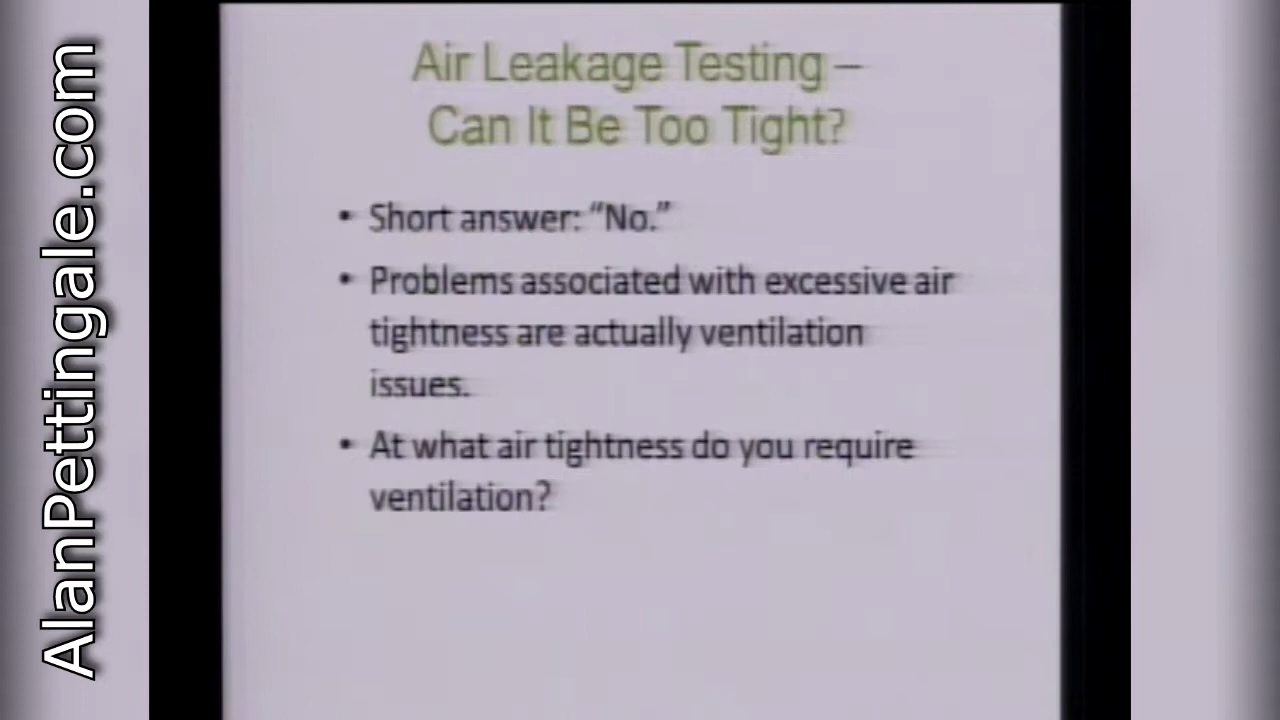 AlanPettingale.com
Air Leakage Testing –
Can It Be Too Tight?
• Short answer: “No.”
• Problems associated with excessive air
tightness are actually ventilation
issues.
• At what air tightness do you require
ventilation?